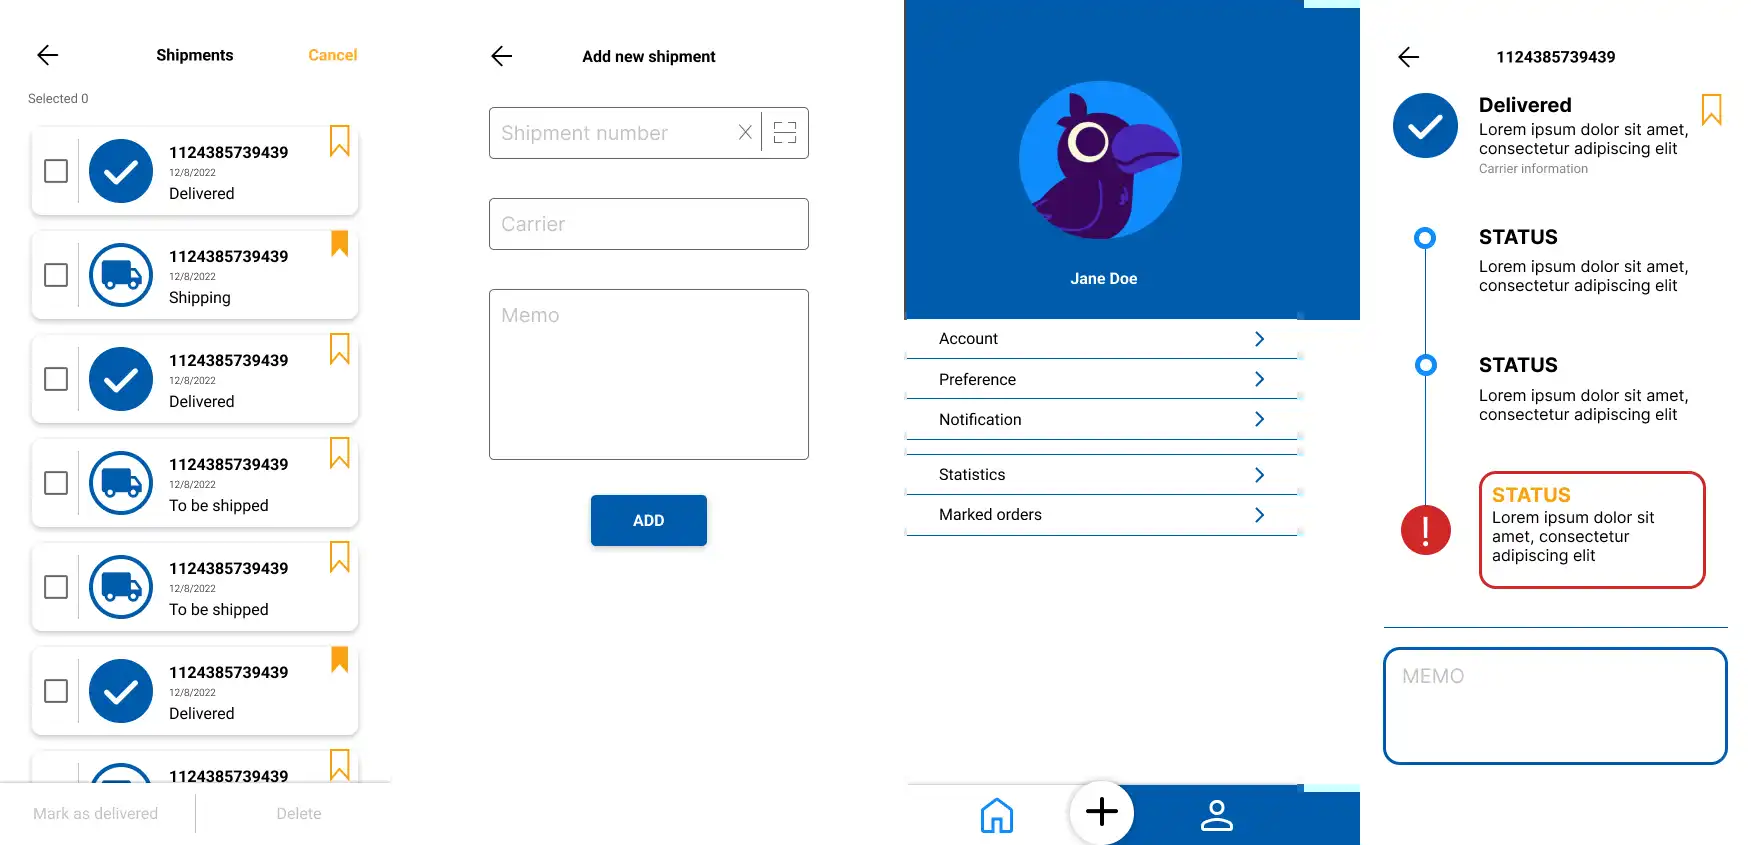 Shipments
Cancel
Selected 0
1124385739439
12/8/2022
Delivered
1124385739439
12/8/2022
Shipping
1124385739439
12/8/2022
Delivered
1124385739439
12/8/2022
To be shipped
1124385739439
12/8/2022
To be shipped
1124385739439
12/8/2022
Delivered
1124385739439
Mark as delivered
Delete
Add new shipment
Shipment number
Carrier
Memo
ADD
Jane Doe
Account
Preference
Notification
Statistics
Marked orders
1124385739439
Delivered
Lorem ipsum dolor sit amet,
consectetur adipiscing elit
Carrier information
STATUS
Lorem ipsum dolor sit amet,
consectetur adipiscing elit
STATUS
Lorem ipsum dolor sit amet,
consectetur adipiscing elit
STATUS
Lorem ipsum dolor sit
amet, consectetur
adipiscing elit
MEMO